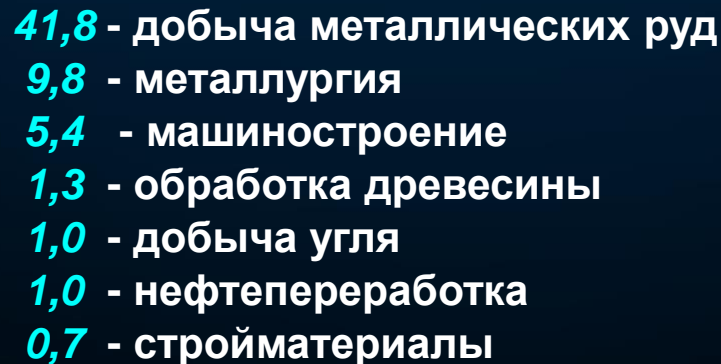 41,8 - добыча металлических руд
9,8 - металлургия
5,4 - машиностроение
1,3 - обработка древесины
1,0 - добыча угля
1,0 - нефтепереработка
0,7 - стройматериалы